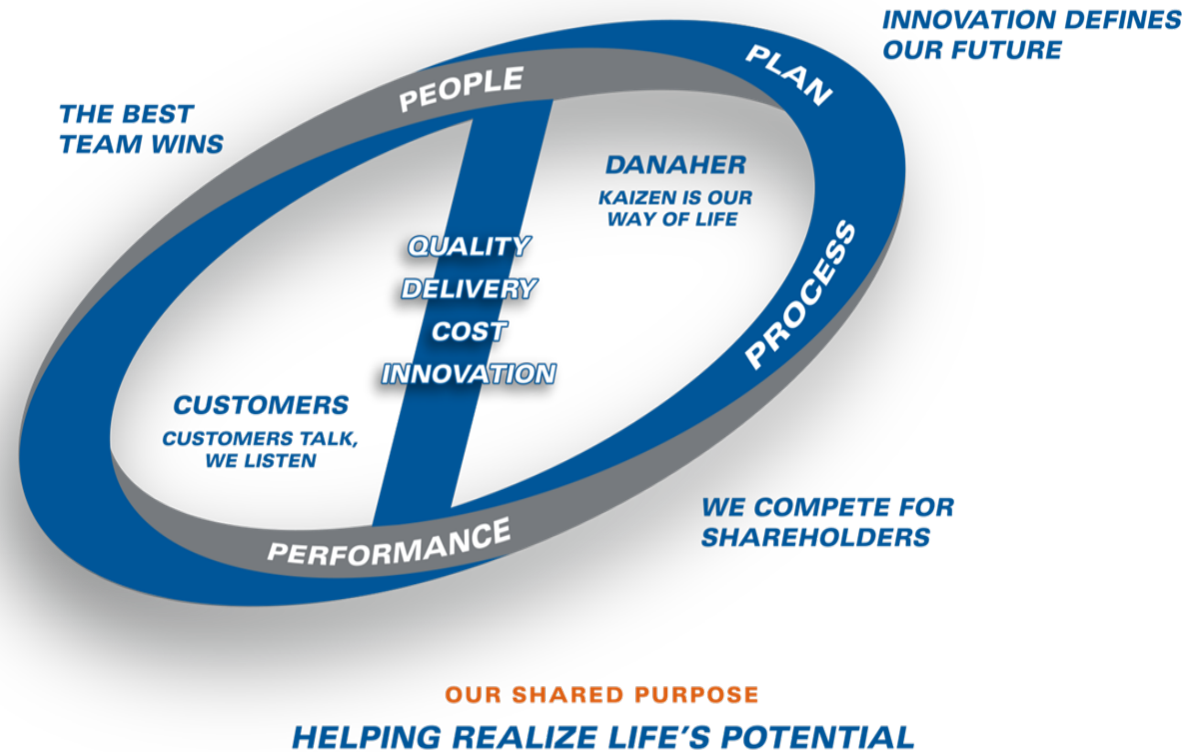 INNOVATION DEFINES
OUR FUTURE
PLAN
PEOPLE
THE BEST
TEAM WINS
DANAHER
KAIZEN IS OUR
WAY OF LIFE
QUALITY
DELIVERY
COST
INNOVATION
PROCESS
CUSTOMERS
CUSTOMERS TALK,
WE LISTEN
WE COMPETE FOR
SHAREHOLDERS
PERFORMANCE
OUR SHARED PURPOSE
HELPING REALIZE LIFE'S POTENTIAL